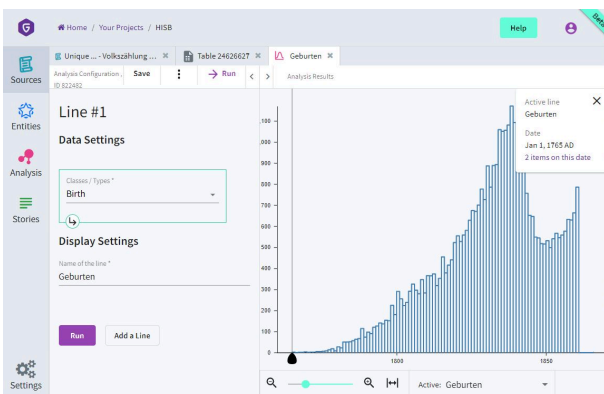 Home / Your Projects / HISB
Help
Beta
Unique ... - Volkszählung ... ×
Table 24626627 ×
Geburten ×
Sources
Entities
Analysis
Stories
Settings
Analysis Configuration,
ID 822452
Save
Run
Analysis Results
Line #1
Data Settings
Classes / Types *
Birth
Display Settings
Name of the line *
Geburten
Run
Add a Line
100
000
900
800
700
600
500
400
300
200
100
0
1800
1850
Active line
Geburten
Date
Jan 1, 1765 AD
2 items on this date
Active: Geburten